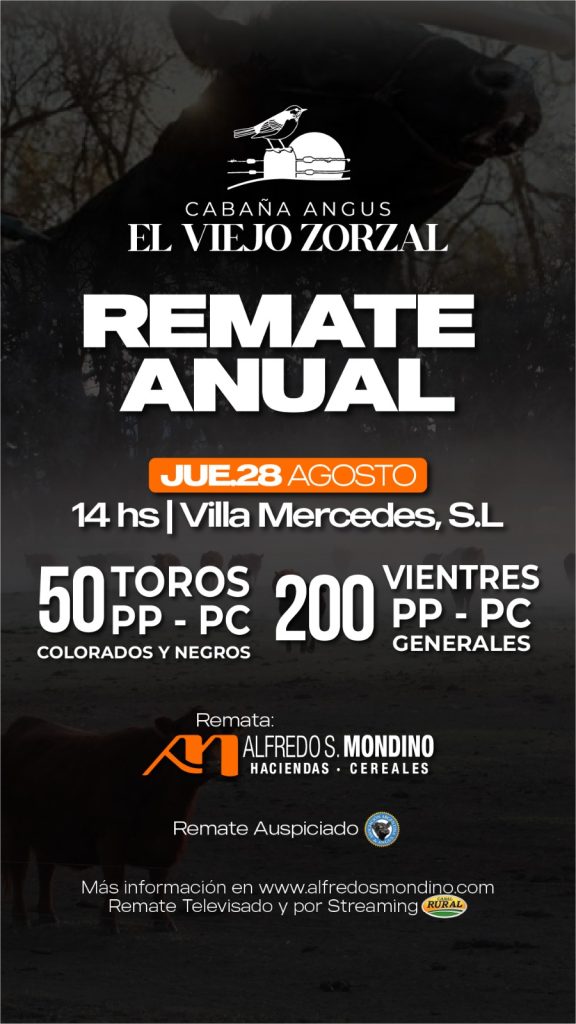 CABAÑA ANGUS
EL VIEJO ZORZAL
REMATE
ANUAL
JUE.28 AGOSTO
14 hs | Villa Mercedes, S.L
50 TOROS
PP - PC
COLORADOS Y NEGROS
200 VIENTRES
PP - PC
GENERALES
Remata:
ALFREDO S. MONDINO
HACIENDAS · CEREALES
Remate Auspiciado
Más información en www.alfredosmondino.com
Remate Televisado y por Streaming
CANAL
RURAL